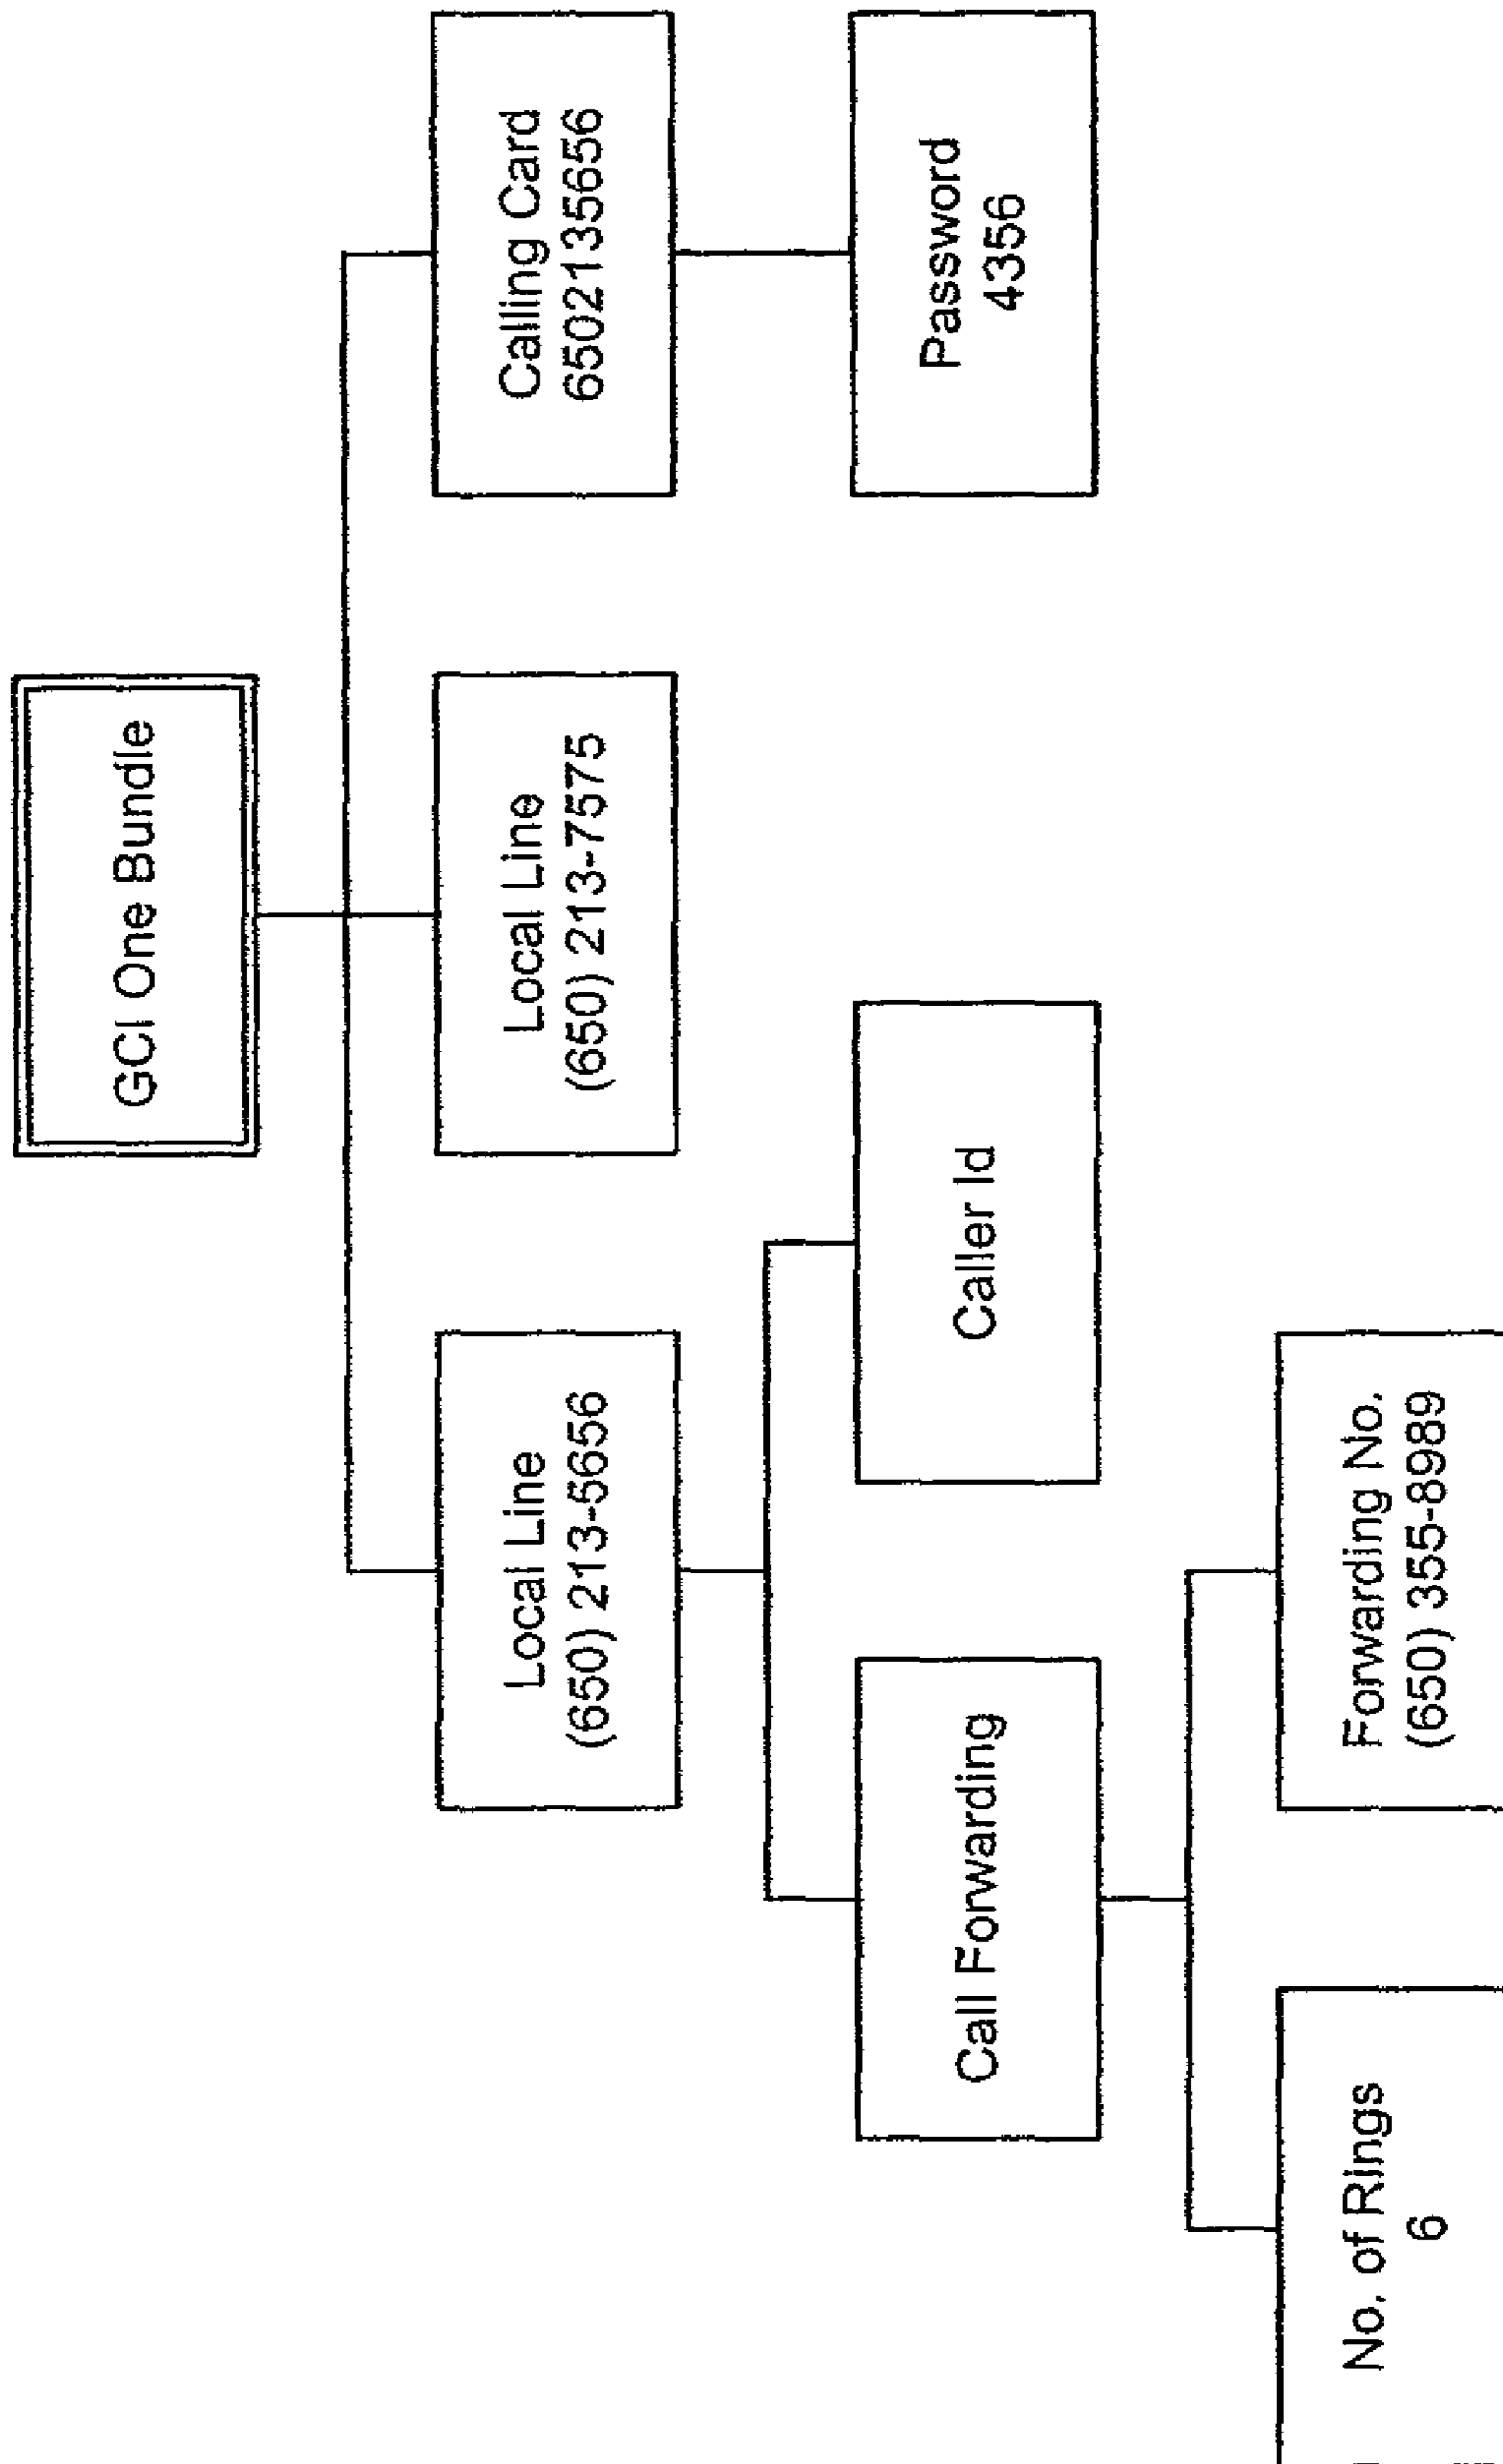 GCI One Bundle
Local Line
(650) 213-5656
Local Line
(650) 213-7575
Calling Card
6502135656
Call Forwarding
Caller Id
Password
4356
No. of Rings
6
Forwarding No.
(650) 355-8989